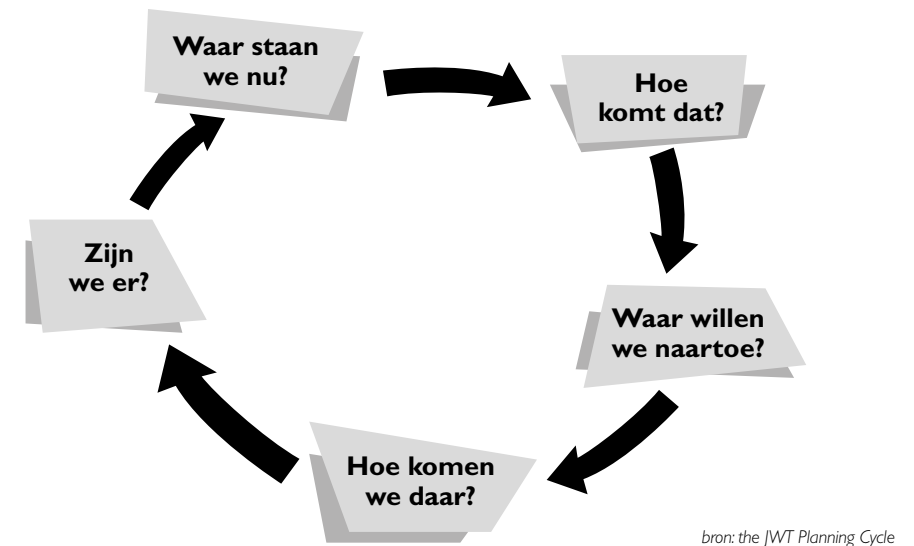 Waar staan
we nu?
Hoe
komt dat?
Waar willen
we naartoe?
Hoe komen
we daar?
Zijn
we er?
bron: the JWT Planning Cycle